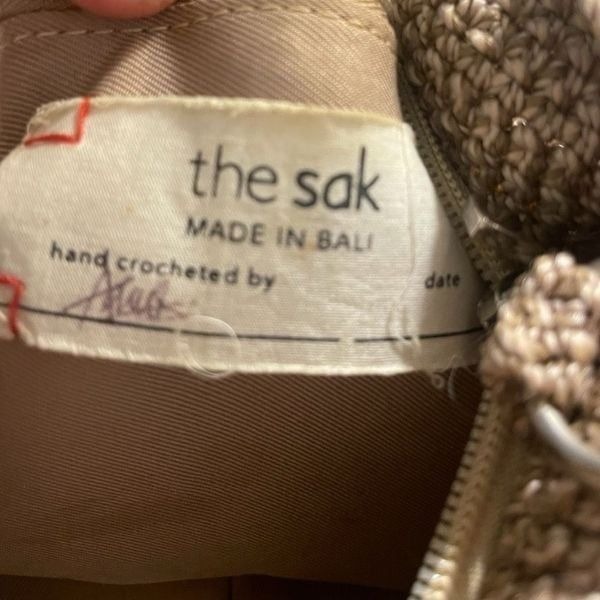 the sak
MADE IN BALI
hand crocheted by
date